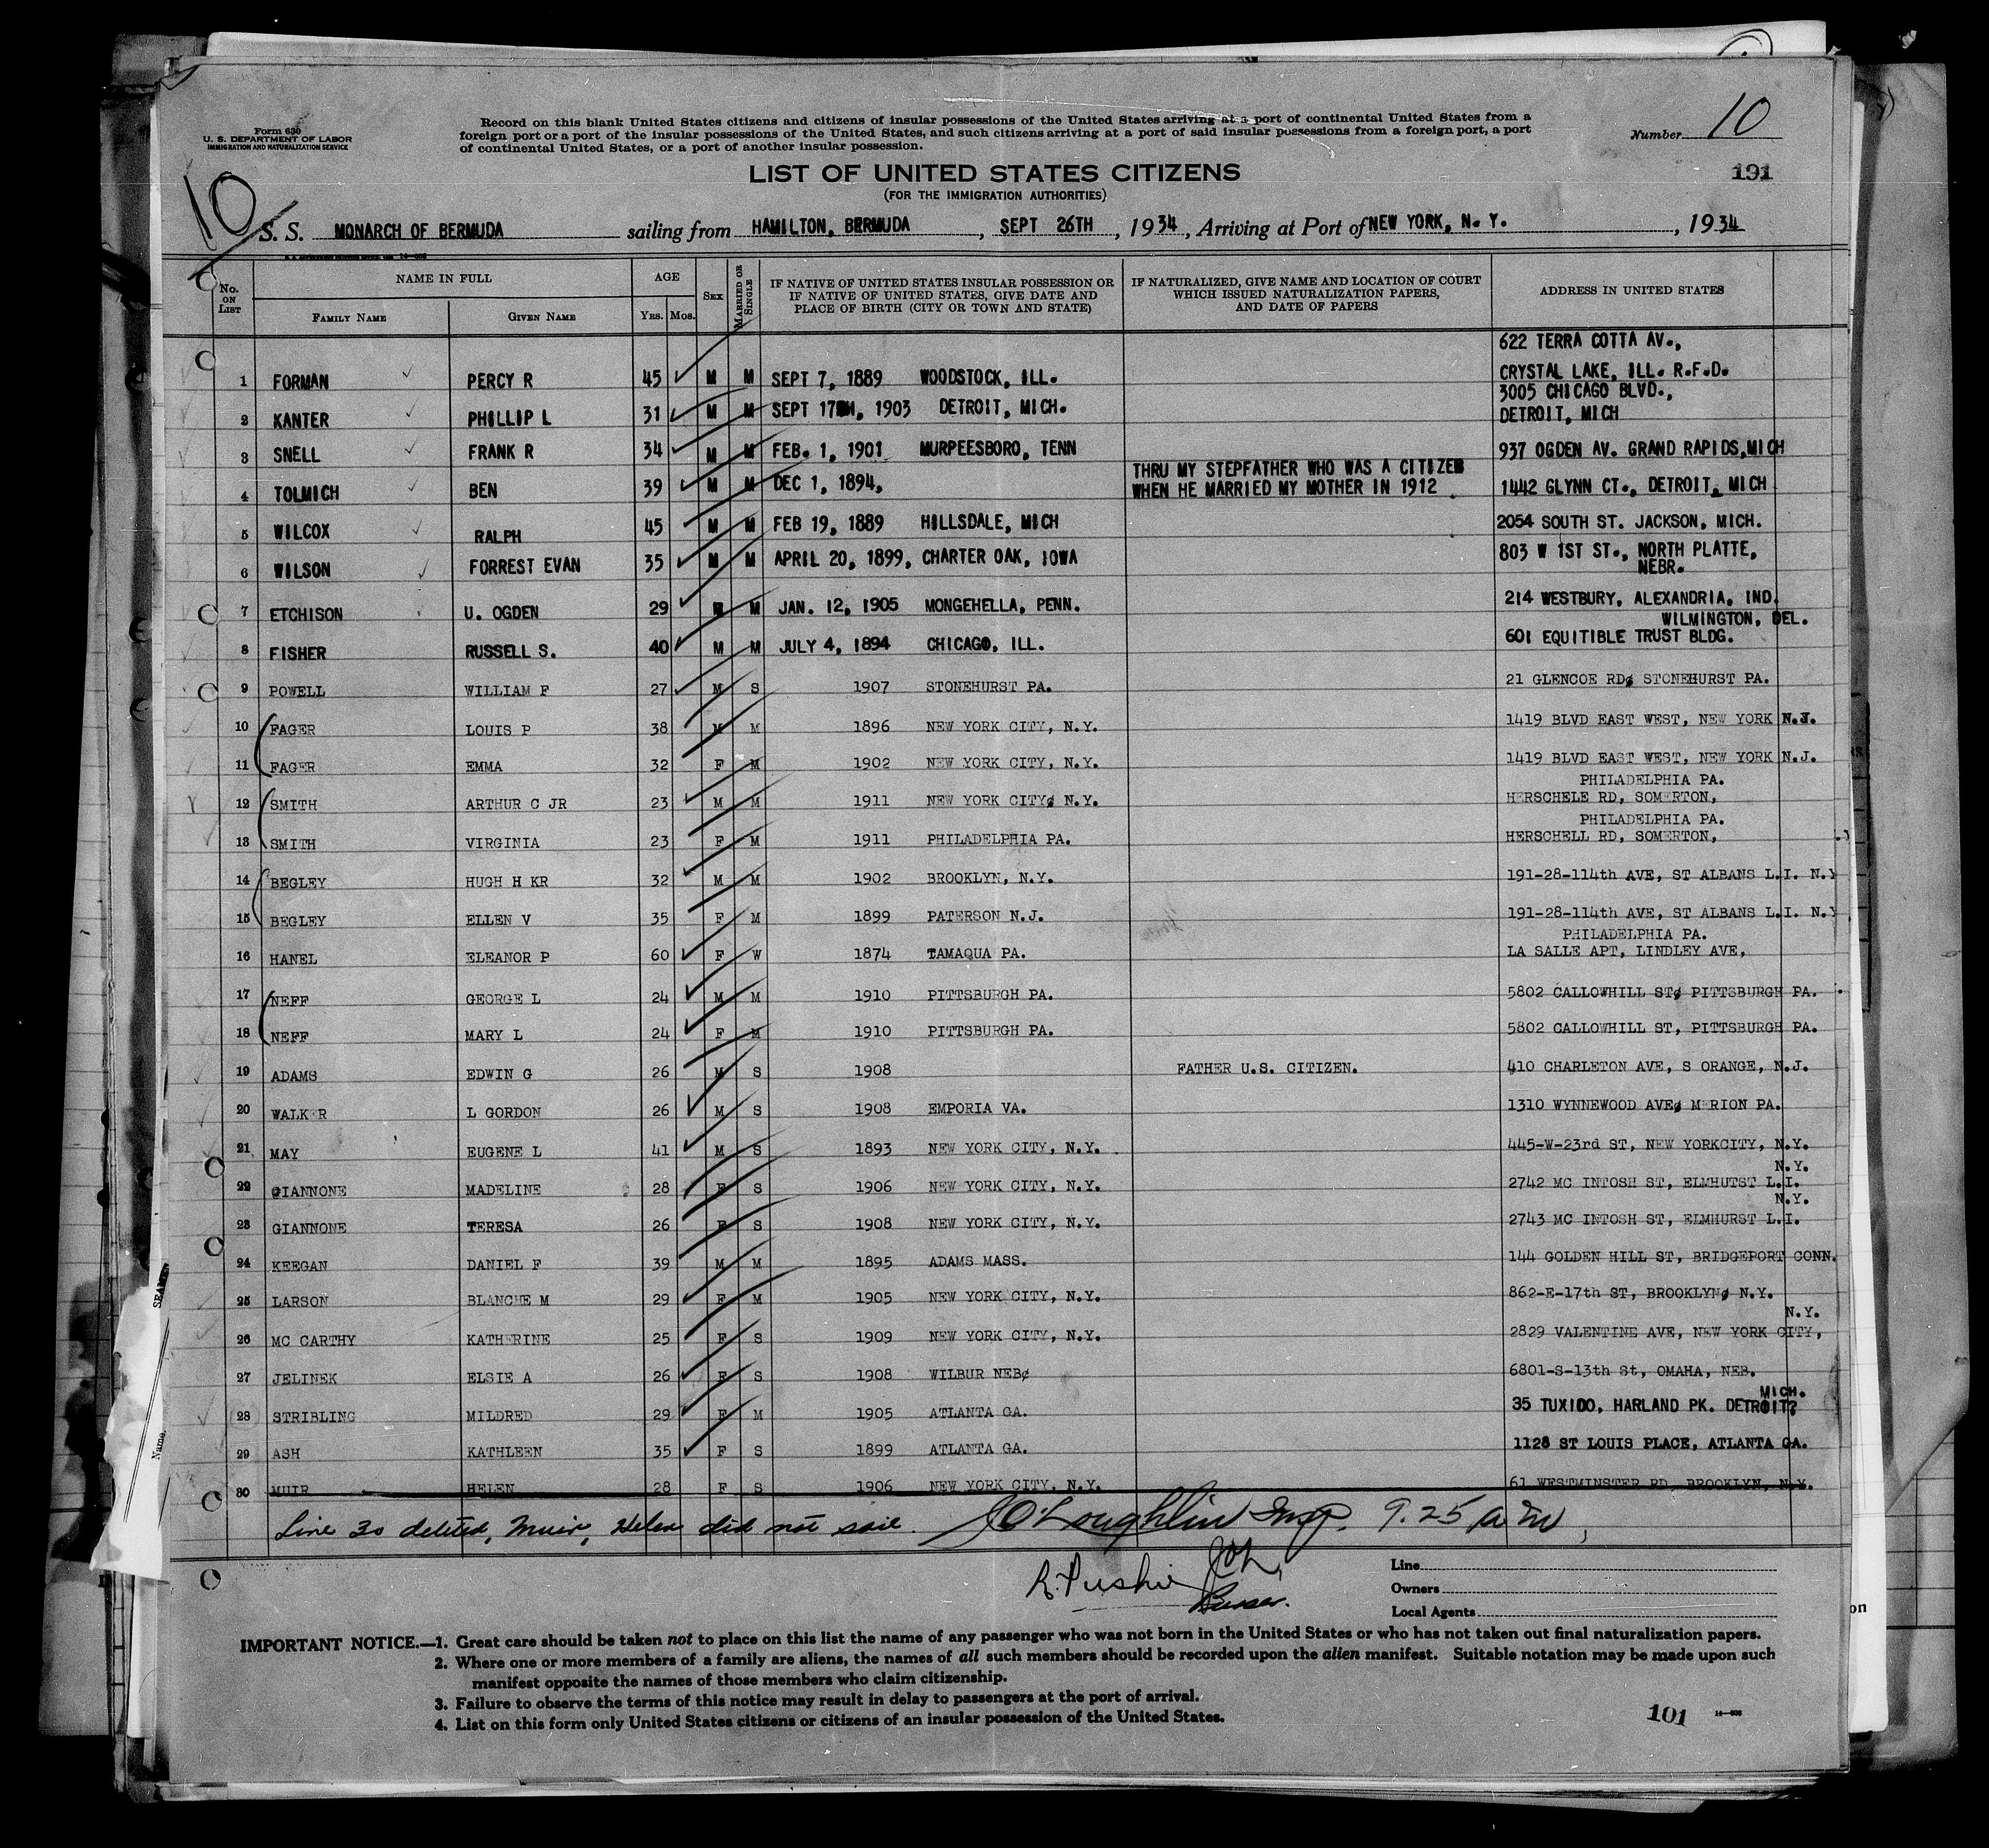 Form 630
U. S. DEPARTMENT OF LABOR
IMMIGRATION AND NATURALIZATION SERVICE
Record on this blank United States citizens and citizens of insular possessions of the United States arriving at a port of continental United States from a
foreign port or a port of the insular possessions of the United States, and such citizens arriving at a port of said insular possessions from a foreign port, a port
of continental United States, or a port of another insular possession.
Number 10
191
LIST OF UNITED STATES CITIZENS
(FOR THE IMMIGRATION AUTHORITIES)
10
S. S. MONARCH OF BERMUDA sailing from HAMILTON, BERMUDA, SEPT 26TH, 1934, Arriving at Port of NEW YORK, N.Y., 1934
No. ON LIST
NAME IN FULL
FAMILY NAME GIVEN NAME
AGE
YRS. MOS.
SEX
MARRIED OR SINGLE
IF NATIVE OF UNITED STATES INSULAR POSSESSION OR
IF NATIVE OF UNITED STATES, GIVE DATE AND
PLACE OF BIRTH (CITY OR TOWN AND STATE)
IF NATURALIZED, GIVE NAME AND LOCATION OF COURT
WHICH ISSUED NATURALIZATION PAPERS,
AND DATE OF PAPERS
ADDRESS IN UNITED STATES
622 TERRA COTTA AV.,
1 FORMAN PERCY R 45 M M SEPT 7, 1889 WOODSTOCK, ILL. CRYSTAL LAKE, ILL. R.F.D.
3005 CHICAGO BLVD.,
2 KANTER PHILLIP L 31 M M SEPT 17TH, 1903 DETROIT, MICH. DETROIT, MICH
3 SNELL FRANK R 34 M M FEB. 1, 1901 MURPEESBORO, TENN 937 OGDEN AV. GRAND RAPIDS, MICH
THRU MY STEPFATHER WHO WAS A CITIZEN
4 TOLMICH BEN 39 M M DEC 1, 1894, WHEN HE MARRIED MY MOTHER IN 1912 1442 GLYNN CT., DETROIT, MICH
5 WILCOX RALPH 45 M M FEB 19, 1889 HILLSDALE, MICH 2054 SOUTH ST. JACKSON, MICH.
6 WILSON FORREST EVAN 35 M M APRIL 20, 1899, CHARTER OAK, IOWA 803 W 1ST ST., NORTH PLATTE,
NEBR.
7 ETCHISON U. OGDEN 29 M M JAN. 12, 1905 MONGEHELLA, PENN. 214 WESTBURY, ALEXANDRIA, IND.
WILMINGTON, DEL.
8 FISHER RUSSELL S. 40 M M JULY 4, 1894 CHICAGO, ILL. 601 EQUITIBLE TRUST BLDG.
9 POWELL WILLIAM F 27 M S 1907 STONEHURST PA. 21 GLENCOE RD, STONEHURST PA.
10 FAGER LOUIS P 38 M M 1896 NEW YORK CITY, N.Y. 1419 BLVD EAST WEST, NEW YORK N.J.
11 FAGER EMMA 32 F M 1902 NEW YORK CITY, N.Y. 1419 BLVD EAST WEST, NEW YORK N.J.
PHILADELPHIA PA.
12 SMITH ARTHUR C JR 23 M M 1911 NEW YORK CITY, N.Y. HERSCHELE RD, SOMERTON,
PHILADELPHIA PA.
13 SMITH VIRGINIA 23 F M 1911 PHILADELPHIA PA. HERSCHELL RD, SOMERTON,
14 BEGLEY HUGH H KR 32 M M 1902 BROOKLYN, N.Y. 191-28-114th AVE, ST ALBANS L.I. N.Y
15 BEGLEY ELLEN V 35 F M 1899 PATERSON N.J. 191-28-114th AVE, ST ALBANS L.I. N.Y
PHILADELPHIA PA.
16 HANEL ELEANOR P 60 F W 1874 TAMAQUA PA. LA SALLE APT, LINDLEY AVE,
17 NEFF GEORGE L 24 M M 1910 PITTSBURGH PA. 5802 CALLOWHILL ST, PITTSBURGH PA.
18 NEFF MARY L 24 F M 1910 PITTSBURGH PA. 5802 CALLOWHILL ST, PITTSBURGH PA.
19 ADAMS EDWIN G 26 M S 1908 FATHER U.S. CITIZEN. 410 CHARLETON AVE, S ORANGE, N.J.
20 WALKER L GORDON 26 M S 1908 EMPORIA VA. 1310 WYNNEWOOD AVE, MERION PA.
21 MAY EUGENE L 41 M S 1893 NEW YORK CITY, N.Y. 445-W-23rd ST, NEW YORKCITY, N.Y.
N.Y.
22 GIANNONE MADELINE 28 F S 1906 NEW YORK CITY, N.Y. 2742 MC INTOSH ST, ELMHUTST L.I.
N.Y.
23 GIANNONE TERESA 26 F S 1908 NEW YORK CITY, N.Y. 2743 MC INTOSH ST, ELMHURST L.I.
24 KEEGAN DANIEL F 39 M M 1895 ADAMS MASS. 144 GOLDEN HILL ST, BRIDGEPORT CONN.
25 LARSON BLANCHE M 29 F M 1905 NEW YORK CITY, N.Y. 862-E-17th ST, BROOKLYN, N.Y.
N.Y.
26 MC CARTHY KATHERINE 25 F S 1909 NEW YORK CITY, N.Y. 2829 VALENTINE AVE, NEW YORK CITY,
27 JELINEK ELSIE A 26 F S 1908 WILBUR NEB. 6801-S-13th St, OMAHA, NEB.
MICH.
28 STRIBLING MILDRED 29 F M 1905 ATLANTA GA. 35 TUXIDO, HARLAND PK. DETROIT?
29 ASH KATHLEEN 35 F S 1899 ATLANTA GA. 1128 ST LOUIS PLACE, ATLANTA GA.
30 MUIR HELEN 28 F S 1906 NEW YORK CITY, N.Y. 61 WESTMINSTER RD, BROOKLYN, N.Y.
Line 30 deleted, Muir, Helen did not sail. JO'Loughlin Insp. 9.25 AM
Purser.
Line
Owners
Local Agents
IMPORTANT NOTICE.—1. Great care should be taken not to place on this list the name of any passenger who was not born in the United States or who has not taken out final naturalization papers.
2. Where one or more members of a family are aliens, the names of all such members should be recorded upon the alien manifest. Suitable notation may be made upon such
manifest opposite the names of those members who claim citizenship.
3. Failure to observe the terms of this notice may result in delay to passengers at the port of arrival.
4. List on this form only United States citizens or citizens of an insular possession of the United States.
101